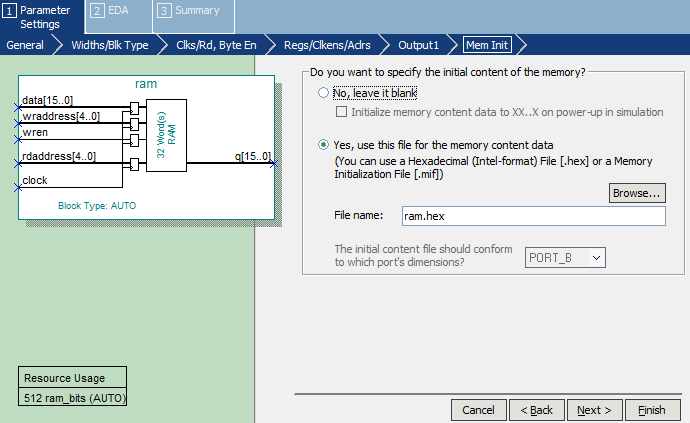 1 Parameter Settings
2 EDA
3 Summary
General
Widths/Blk Type
Clks/Rd, Byte En
Regs/Clkens/Aclrs
Output1
Mem Init
ram
data[15..0]
wraddress[4..0]
wren
rdaddress[4..0]
clock
32 Word(s)
RAM
q[15..0]
Block Type: AUTO
Do you want to specify the initial content of the memory?
No, leave it blank
Initialize memory content data to XX..X on power-up in simulation
Yes, use this file for the memory content data
(You can use a Hexadecimal (Intel-format) File [.hex] or a Memory
Initialization File [.mif])
Browse...
File name: ram.hex
The initial content file should conform
to which port's dimensions?
PORT_B
Resource Usage
512 ram_bits (AUTO)
Cancel
< Back
Next >
Finish